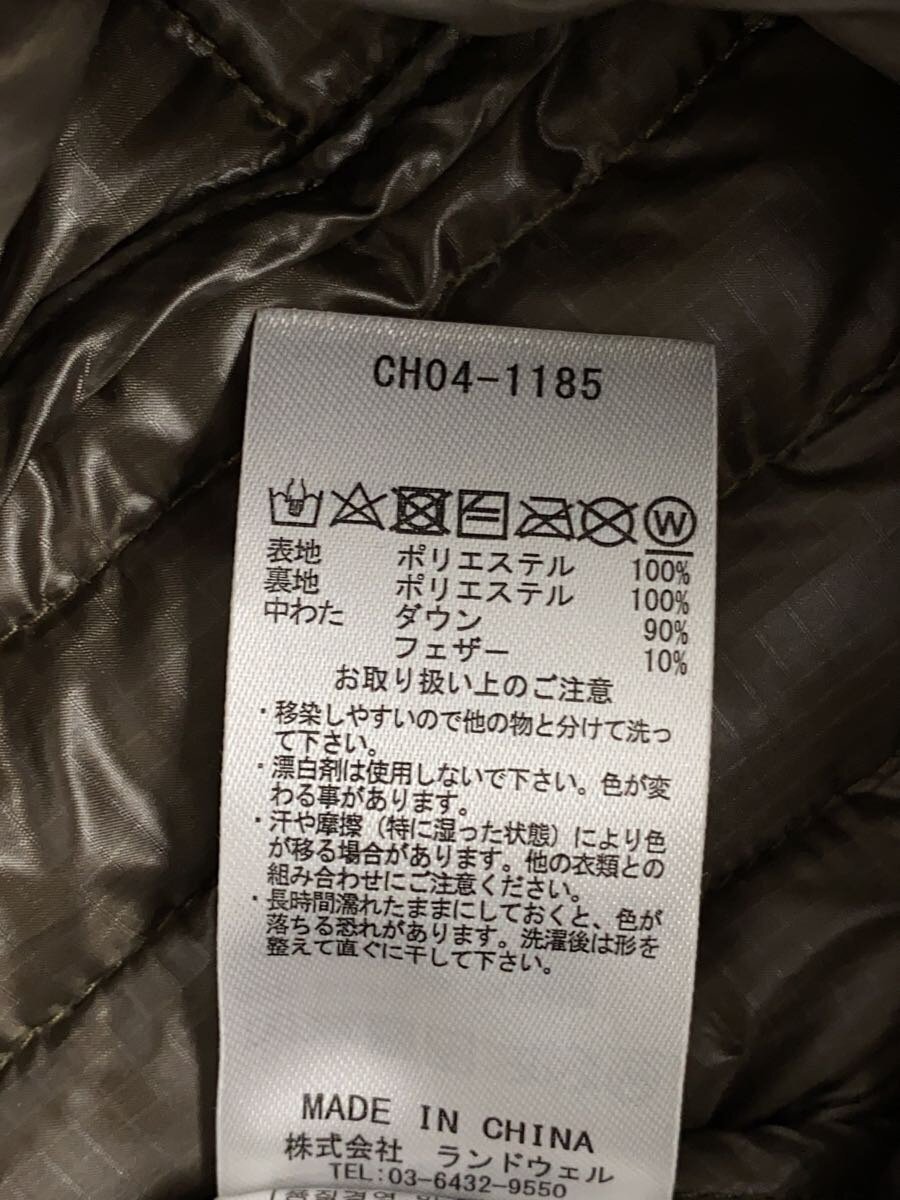 CH04-1185
W
表地 ポリエステル 100%
裏地 ポリエステル 100%
中わた ダウン 90%
フェザー 10%
お取り扱い上のご注意
・移染しやすいので他の物と分けて洗っ
て下さい。
・漂白剤は使用しないで下さい。色が変
わる事があります。
・汗や摩擦（特に湿った状態）により色
が移る場合があります。他の衣類との
組み合わせにご注意ください。
・長時間濡れたままにしておくと、色が
落ちる恐れがあります。洗濯後は形を
整えて直ぐに干して下さい。
MADE IN CHINA
株式会社 ランドウェル
TEL:03-6432-9550